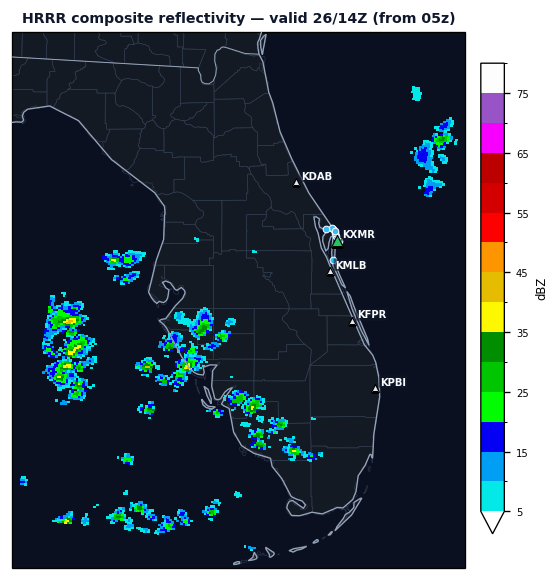 HRRR composite reflectivity — valid 26/14Z (from 05z)
KDAB
KXMR
KMLB
KFPR
KPBI
75
65
55
45
35
25
15
5
dBZ